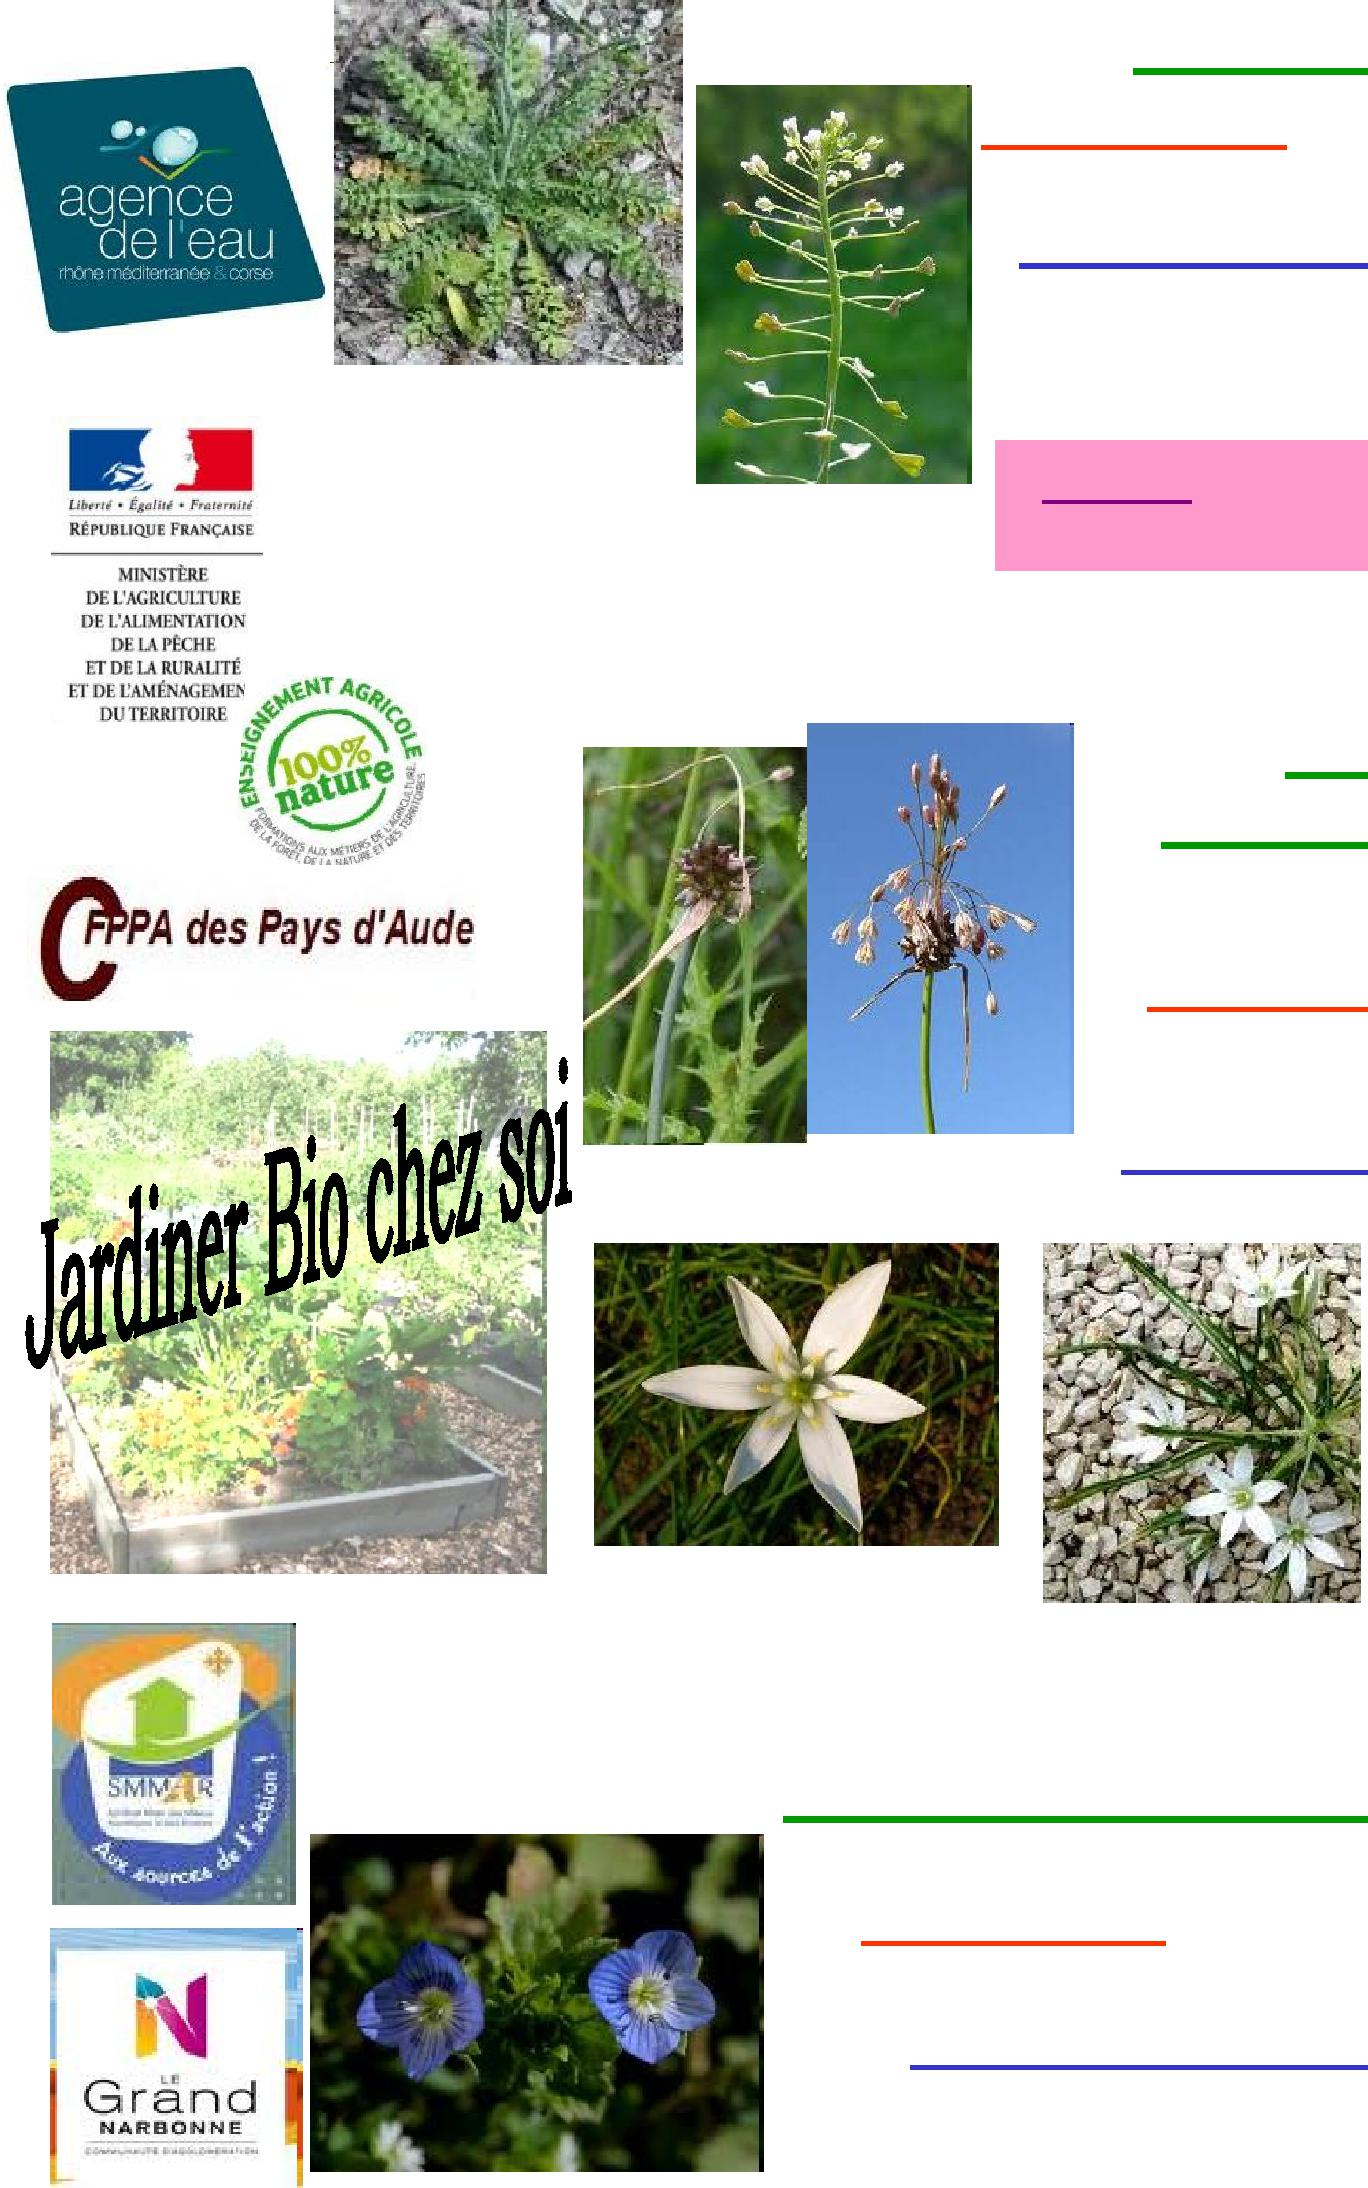 agence
de l'eau
rhône méditerranée & corse
Liberté • Égalité • Fraternité
RÉPUBLIQUE FRANÇAISE
MINISTÈRE
DE L'AGRICULTURE
DE L'ALIMENTATION
DE LA PÊCHE
ET DE LA RURALITÉ
ET DE L'AMÉNAGEMEN
DU TERRITOIRE
ENSEIGNEMENT AGRICOLE
100%
nature
FORMATIONS AUX MÉTIERS DE L'AGRICULTURE,
DE LA FORÊT, DE LA NATURE ET DES TERRITOIRES
CFPPA des Pays d'Aude
Jardiner Bio chez soi
SMMAR
Aux sources de l'action !
LE
Grand
NARBONNE
COMMUNAUTÉ D'AGGLOMÉRATION